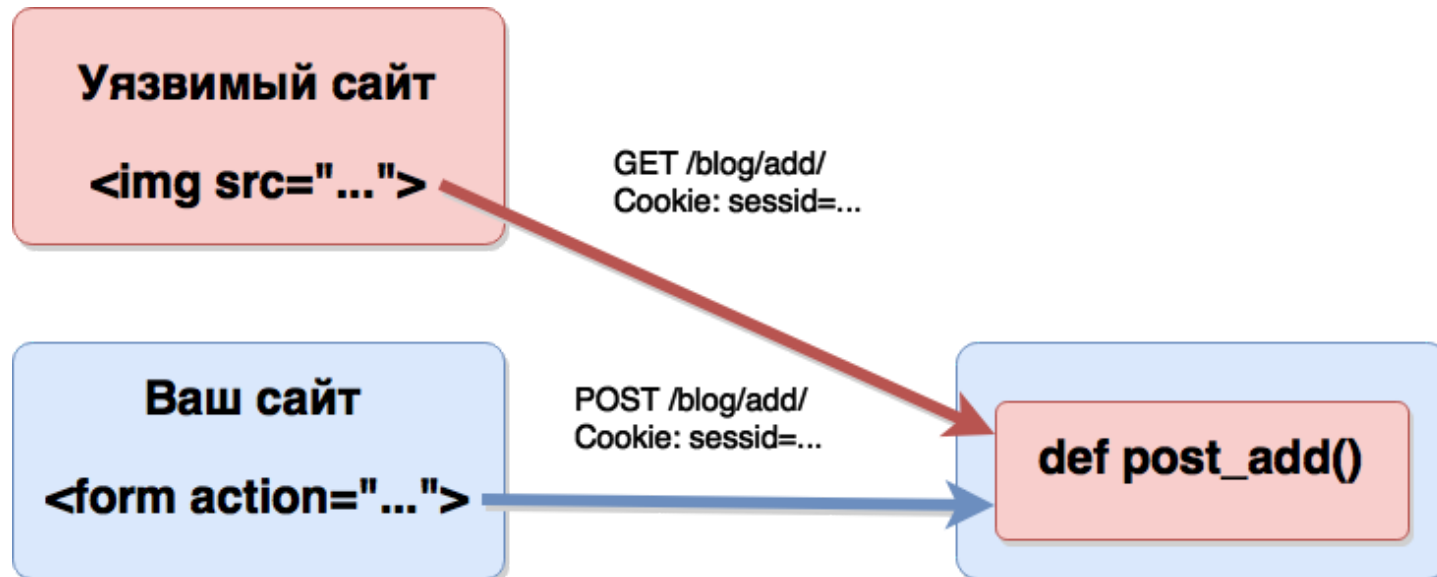 Уязвимый сайт
<img src="...">
GET /blog/add/
Cookie: sessid=...
Ваш сайт
<form action="...">
POST /blog/add/
Cookie: sessid=...
def post_add()